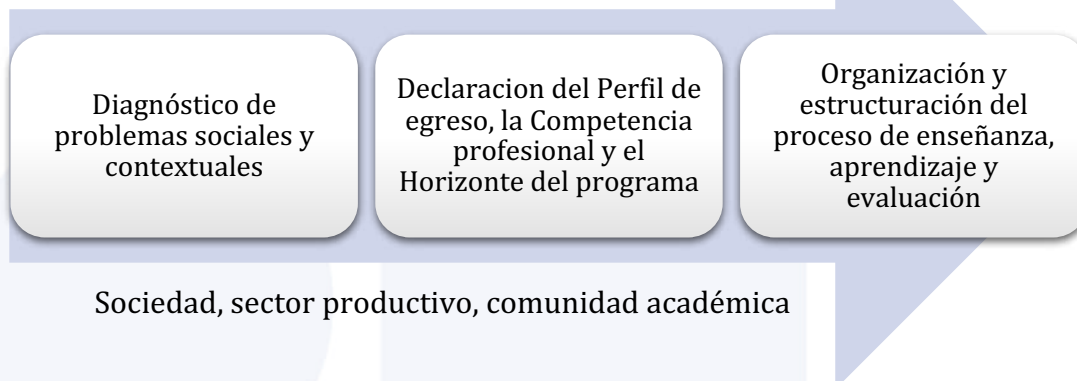 Diagnóstico de
problemas sociales y
contextuales
Declaracion del Perfil de
egreso, la Competencia
profesional y el
Horizonte del programa
Organización y
estructuración del
proceso de enseñanza,
aprendizaje y
evaluación
Sociedad, sector productivo, comunidad académica